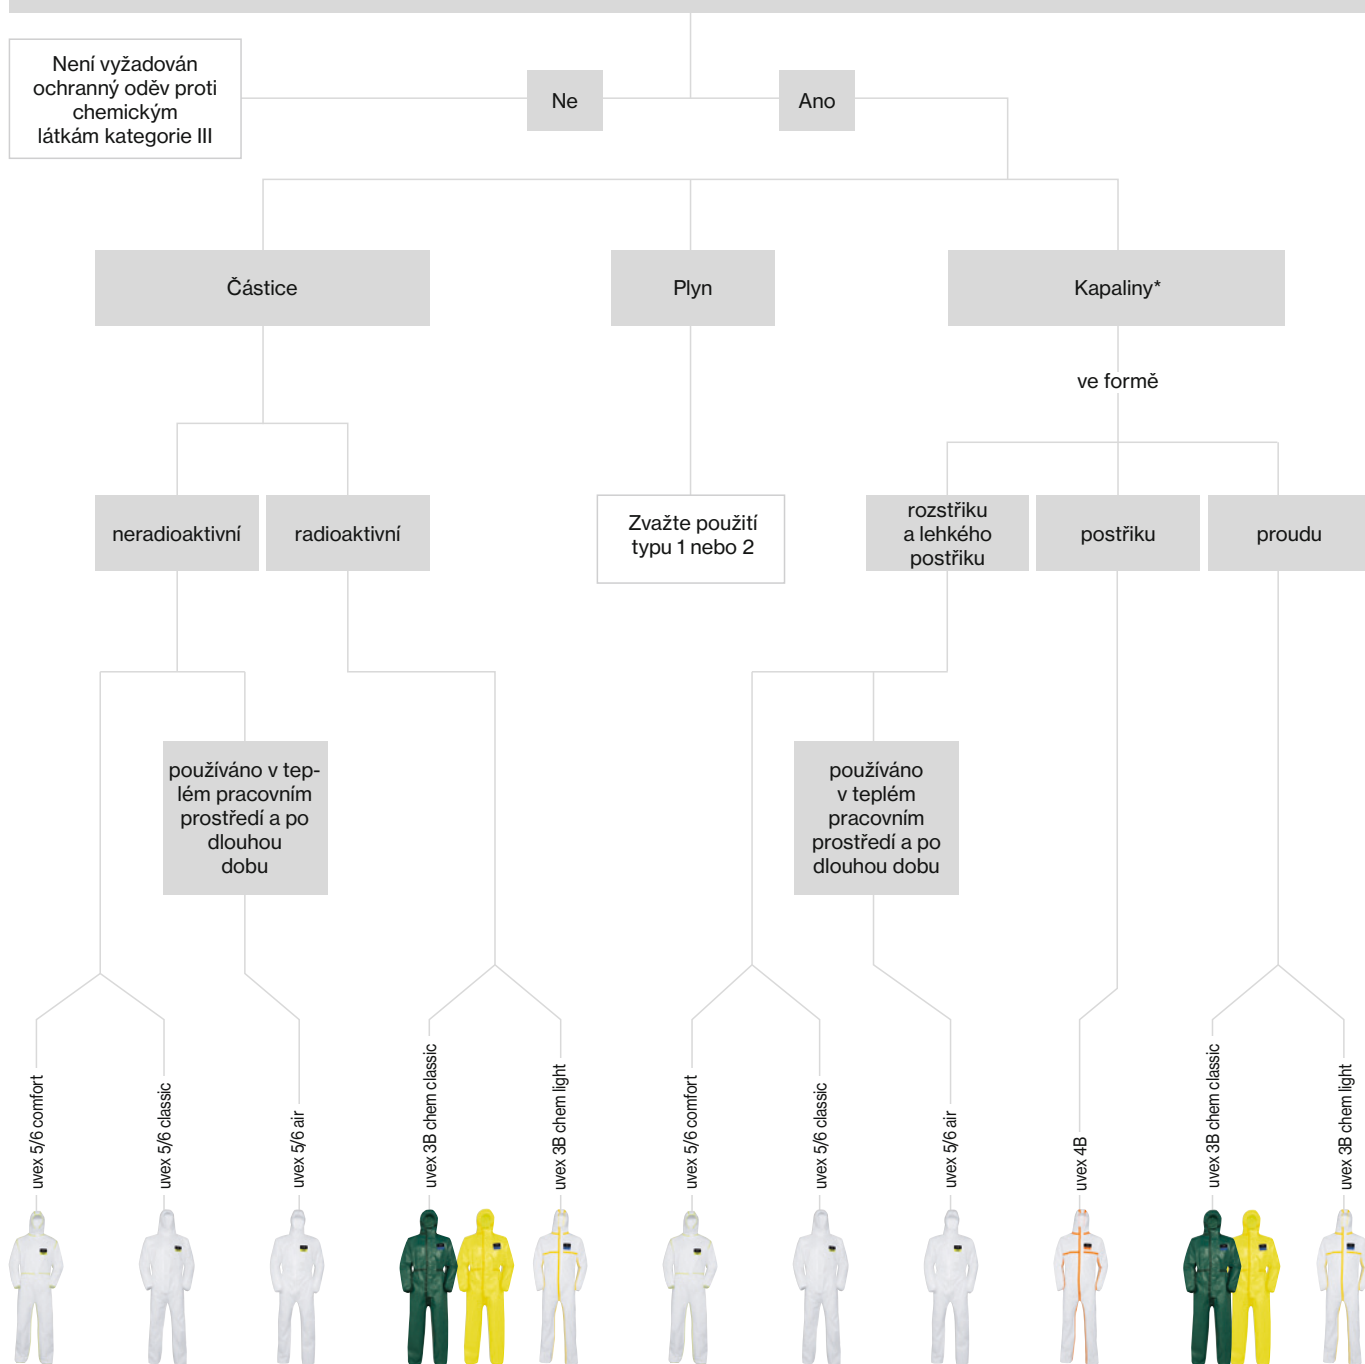 Není vyžadován
ochranný oděv proti
chemickým
látkám kategorie III
Ne
Ano
Částice
Plyn
Kapaliny*
ve formě
neradioaktivní
radioaktivní
Zvažte použití
typu 1 nebo 2
rozstřiku
a lehkého
postřiku
postřiku
proudu
používáno v tep-
lém pracovním
prostředí a po
dlouhou
dobu
používáno
v teplém
pracovním
prostředí a po
dlouhou dobu
uvex 5/6 comfort
uvex 5/6 classic
uvex 5/6 air
uvex 3B chem classic
uvex 3B chem light
uvex 5/6 comfort
uvex 5/6 classic
uvex 5/6 air
uvex 4B
uvex 3B chem classic
uvex 3B chem light